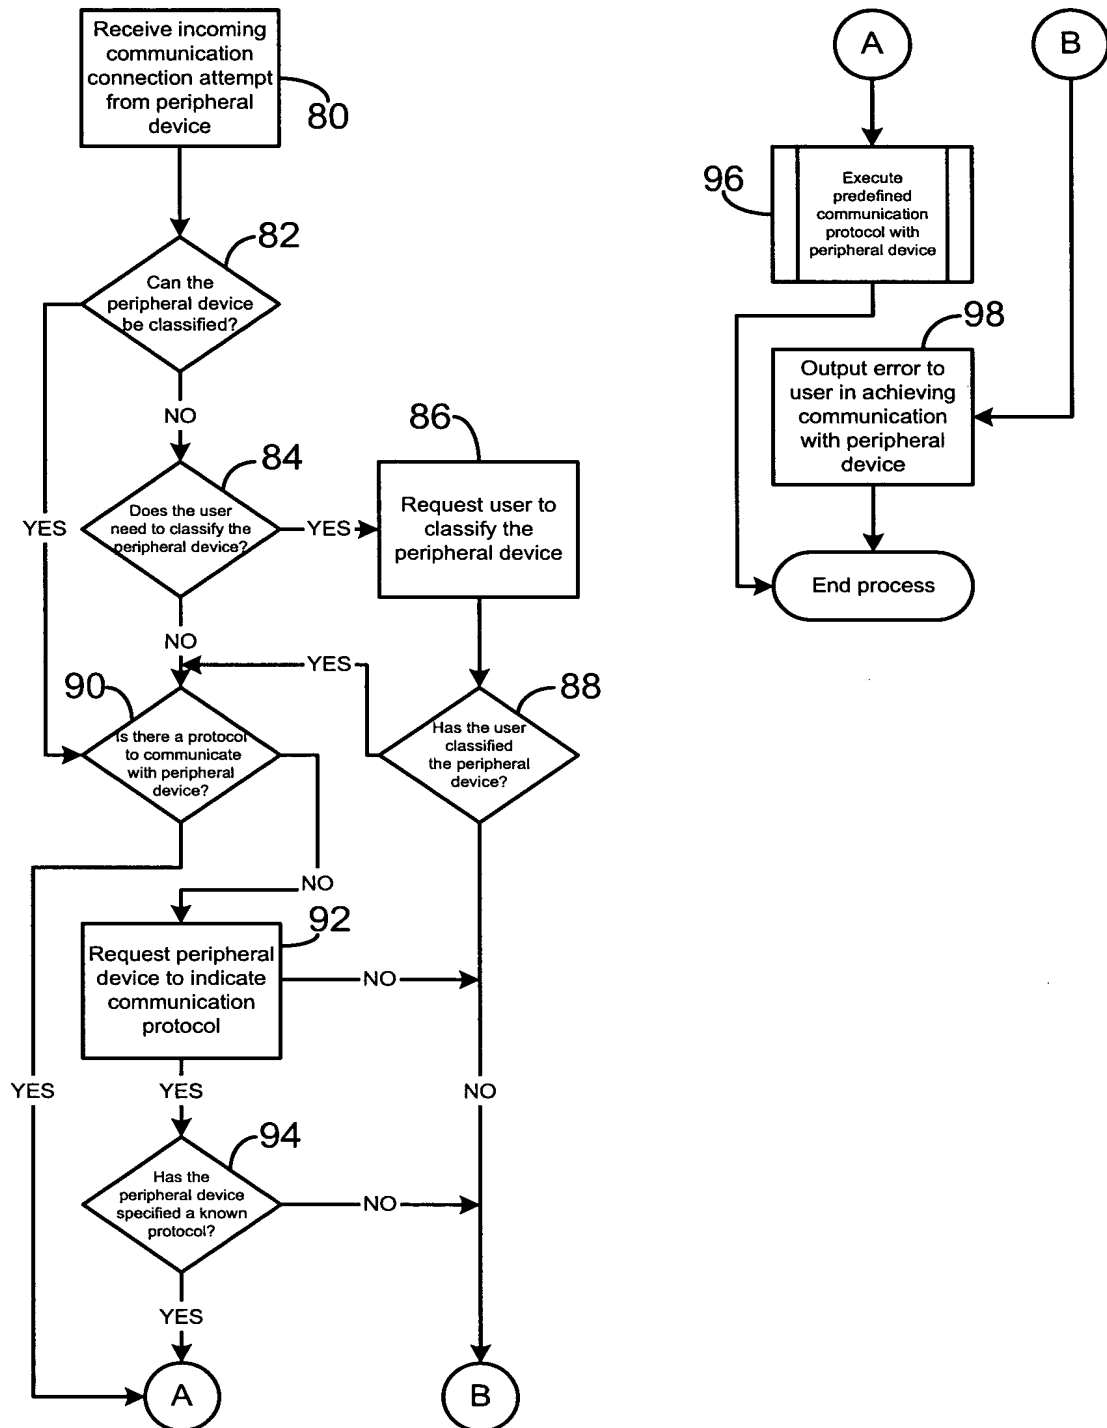 Receive incoming
communication
connection attempt
from peripheral
device
80
82
Can the
peripheral device
be classified?
NO
84
Does the user
need to classify the
peripheral device?
YES
86
Request user to
classify the
peripheral device
YES
NO
YES
90
Is there a protocol
to communicate
with peripheral
device?
88
Has the user
classified
the peripheral
device?
NO
92
Request peripheral
device to indicate
communication
protocol
NO
YES
YES
NO
94
Has the
peripheral device
specified a known
protocol?
NO
YES
A
B
A
B
96
Execute
predefined
communication
protocol with
peripheral device
98
Output error to
user in achieving
communication
with peripheral
device
End process